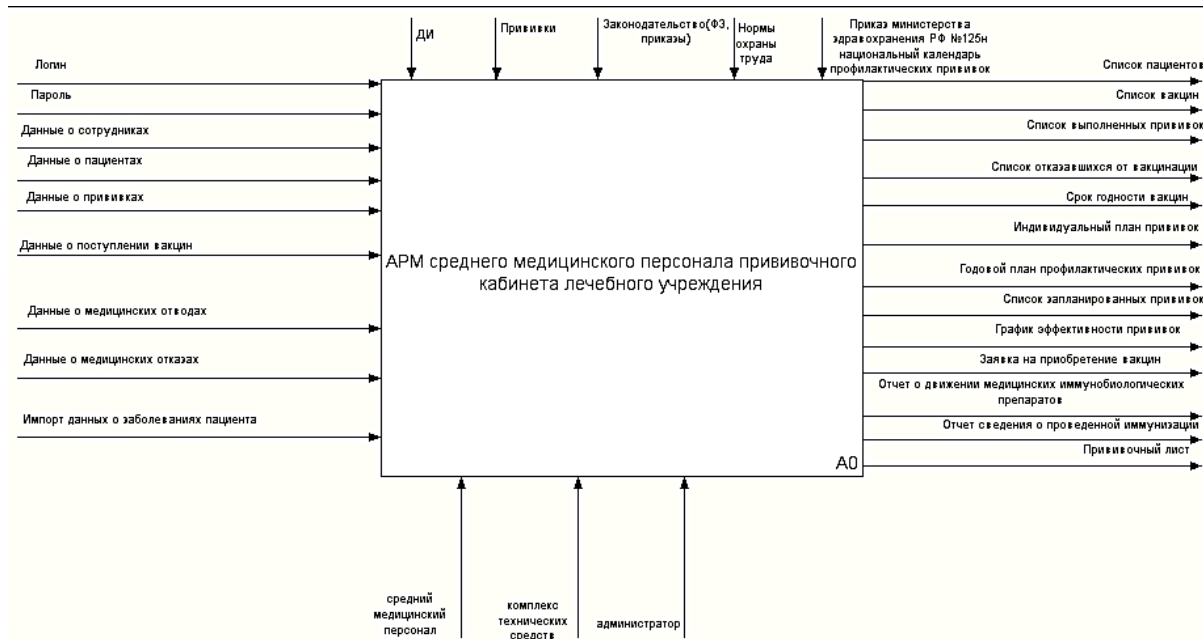 ДИ
Прививки
Законодательство(ФЗ,
приказы)
Нормы
охраны
труда
Приказ министерства
здравохранения РФ №125н
национальный календарь
профилактических прививок
Логин
Пароль
Данные о сотрудниках
Данные о пациентах
Данные о прививках
Данные о поступлении вакцин
Данные о медицинских отводах
Данные о медицинских отказах
Импорт данных о заболеваниях пациента
АРМ среднего медицинского персонала прививочного
кабинета лечебного учреждения
A0
Список пациентов
Список вакцин
Список выполненных прививок
Список отказавшихся от вакцинации
Срок годности вакцин
Индивидуальный план прививок
Годовой план профилактических прививок
Список запланированных прививок
График эффективности прививок
Заявка на приобретение вакцин
Отчет о движении медицинских иммунобиологических
препаратов
Отчет сведения о проведенной иммунизации
Прививочный лист
средний
медицинский
персонал
комплекс
технических
средств
администратор